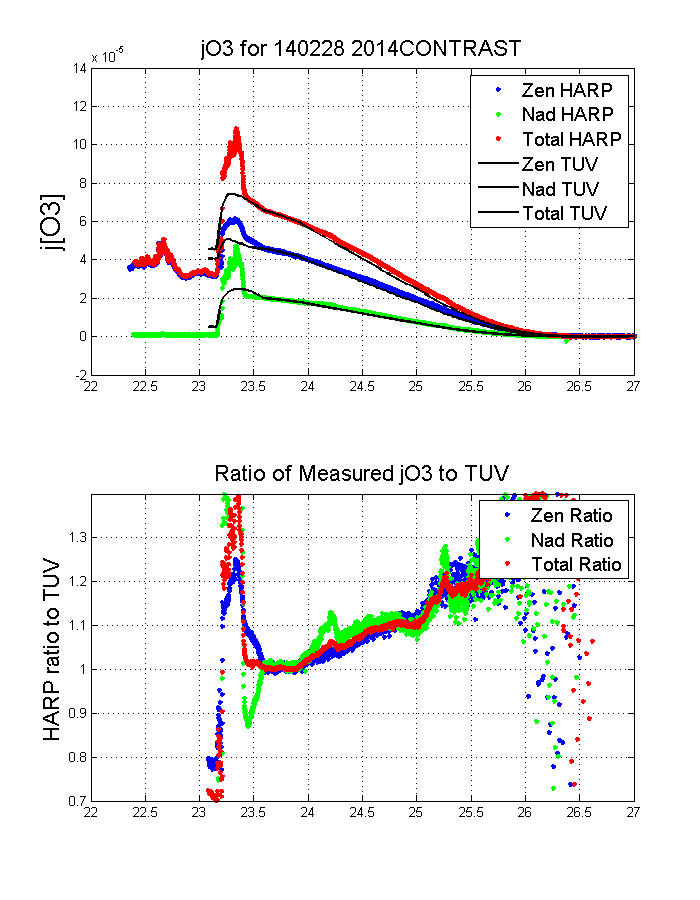 jO3 for 140228 2014CONTRAST
x 10^-5
14
12
10
8
6
4
2
0
-2
j[O3]
Zen HARP
Nad HARP
Total HARP
Zen TUV
Nad TUV
Total TUV
22 22.5 23 23.5 24 24.5 25 25.5 26 26.5 27
Ratio of Measured jO3 to TUV
1.3
1.2
1.1
1
0.9
0.8
0.7
HARP ratio to TUV
Zen Ratio
Nad Ratio
Total Ratio
22 22.5 23 23.5 24 24.5 25 25.5 26 26.5 27